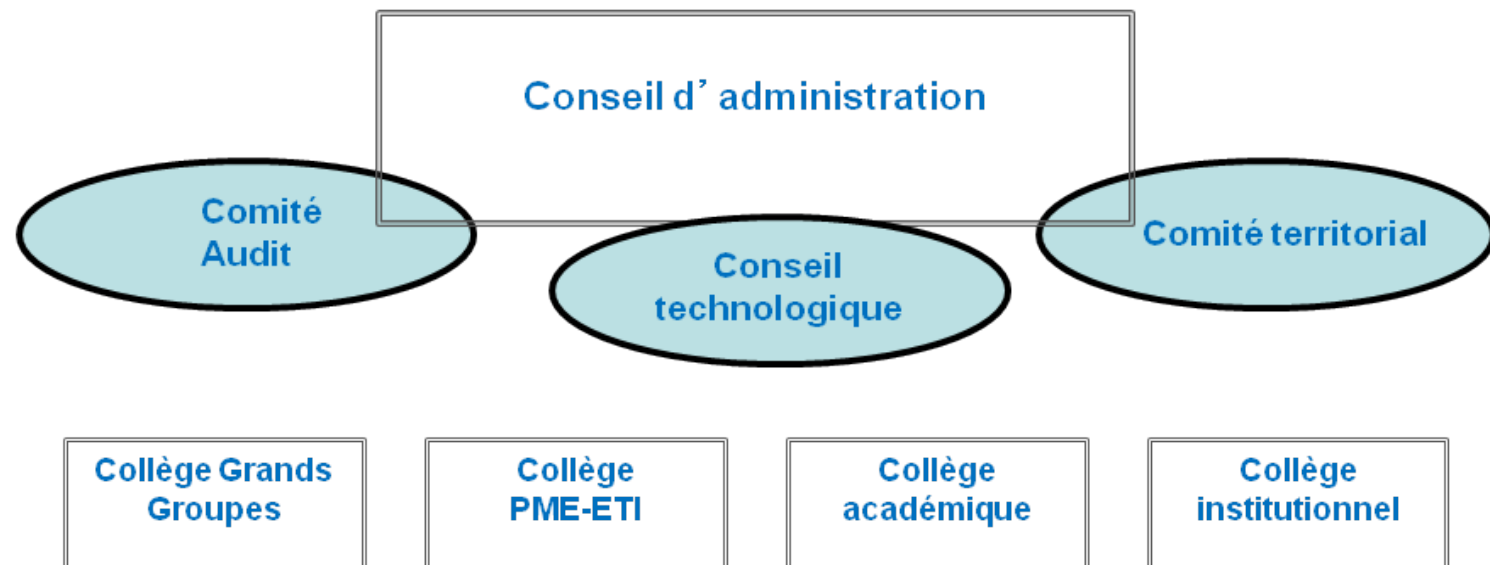 Conseil d’ administration
Comité
Audit
Conseil
technologique
Comité territorial
Collège Grands
Groupes
Collège
PME-ETI
Collège
académique
Collège
institutionnel